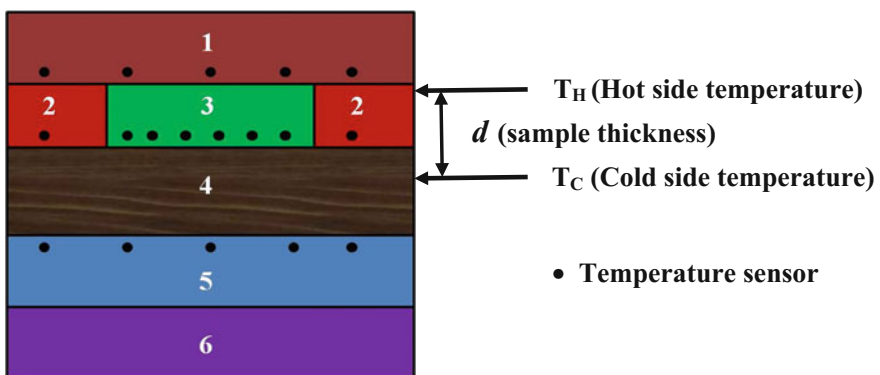 1
2 3 2
4
5
6
T_H (Hot side temperature)
d (sample thickness)
T_C (Cold side temperature)
• Temperature sensor